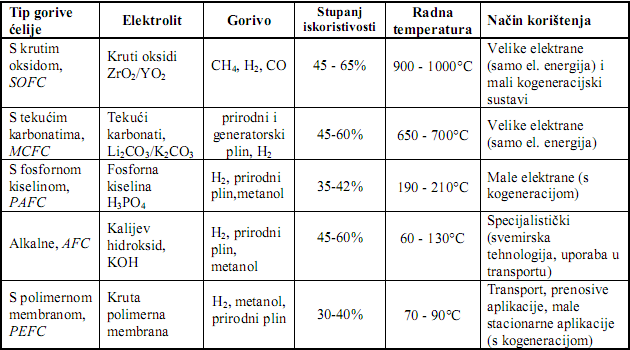 Tip gorive ćelije
Elektrolit
Gorivo
Stupanj iskoristivosti
Radna temperatura
Način korištenja
S krutim oksidom, SOFC
Kruti oksidi ZrO₂/YO₂
CH₄, H₂, CO
45 - 65%
900 - 1000°C
Velike elektrane (samo el. energija) i mali kogeneracijski sustavi
S tekućim karbonatima, MCFC
Tekući karbonati, Li₂CO₃/K₂CO₃
prirodni i generatorski plin, H₂
45-60%
650 - 700°C
Velike elektrane (samo el. energija)
S fosfornom kiselinom, PAFC
Fosforna kiselina H₃PO₄
H₂, prirodni plin,metanol
35-42%
190 - 210°C
Male elektrane (s kogeneracijom)
Alkalne, AFC
Kalijev hidroksid, KOH
H₂, prirodni plin, metanol
45-60%
60 - 130°C
Specijalistički (svemirska tehnologija, uporaba u transportu)
S polimernom membranom, PEFC
Kruta polimerna membrana
H₂, metanol, prirodni plin
30-40%
70 - 90°C
Transport, prenosive aplikacije, male stacionarne aplikacije (s kogeneracijom)